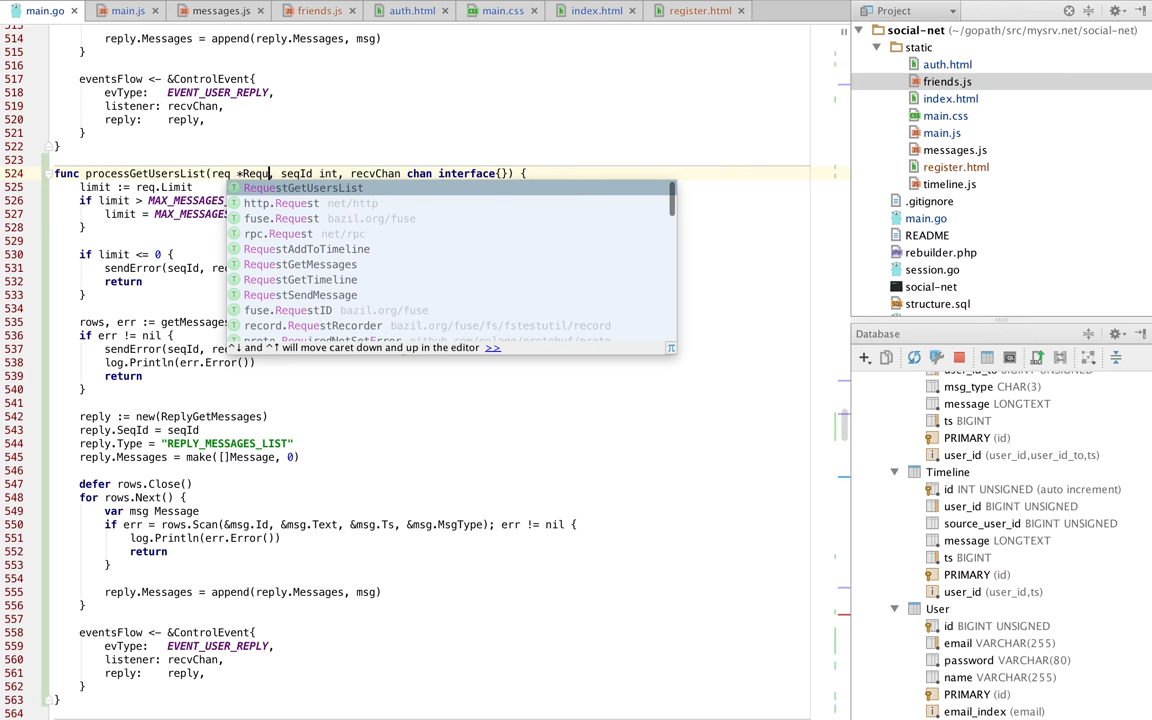 main.go
main.js
messages.js
friends.js
auth.html
main.css
index.html
register.html
514 reply.Messages = append(reply.Messages, msg)
515 }
516
517 eventsFlow <- &ControlEvent{
518 evType: EVENT_USER_REPLY,
519 listener: recvChan,
520 reply: reply,
521 }
522 }
523
524 func processGetUsersList(req *Requ, seqId int, recvChan chan interface{}) {
525 limit := req.Limit
526 if limit > MAX_MESSAGES_
527 limit = MAX_MESSAGES
528 }
529
530 if limit <= 0 {
531 sendError(seqId, re
532 return
533 }
534
535 rows, err := getMessages
536 if err != nil {
537 sendError(seqId, re
538 log.Println(err.Error())
539 return
540 }
541
542 reply := new(ReplyGetMessages)
543 reply.SeqId = seqId
544 reply.Type = "REPLY_MESSAGES_LIST"
545 reply.Messages = make([]Message, 0)
546
547 defer rows.Close()
548 for rows.Next() {
549 var msg Message
550 if err = rows.Scan(&msg.Id, &msg.Text, &msg.Ts, &msg.MsgType); err != nil {
551 log.Println(err.Error())
552 return
553 }
554
555 reply.Messages = append(reply.Messages, msg)
556 }
557
558 eventsFlow <- &ControlEvent{
559 evType: EVENT_USER_REPLY,
560 listener: recvChan,
561 reply: reply,
562 }
563 }
564
RequestGetUsersList
http.Request net/http
fuse.Request bazil.org/fuse
rpc.Request net/rpc
RequestAddToTimeline
RequestGetMessages
RequestGetTimeline
RequestSendMessage
fuse.RequestID bazil.org/fuse
record.RequestRecorder bazil.org/fuse/fs/fstestutil/record
proto.RequiredNotSetError github.com/golang/protobuf/proto
^↓ and ^↑ will move caret down and up in the editor >>
π
Project
social-net (~/gopath/src/mysrv.net/social-net)
static
auth.html
friends.js
index.html
main.css
main.js
messages.js
register.html
timeline.js
.gitignore
main.go
README
rebuilder.php
session.go
social-net
structure.sql
Database
user_id_to BIGINT UNSIGNED
msg_type CHAR(3)
message LONGTEXT
ts BIGINT
PRIMARY (id)
user_id (user_id,user_id_to,ts)
Timeline
id INT UNSIGNED (auto increment)
user_id BIGINT UNSIGNED
source_user_id BIGINT UNSIGNED
message LONGTEXT
ts BIGINT
PRIMARY (id)
user_id (user_id,ts)
User
id BIGINT UNSIGNED
email VARCHAR(255)
password VARCHAR(80)
name VARCHAR(255)
PRIMARY (id)
email_index (email)